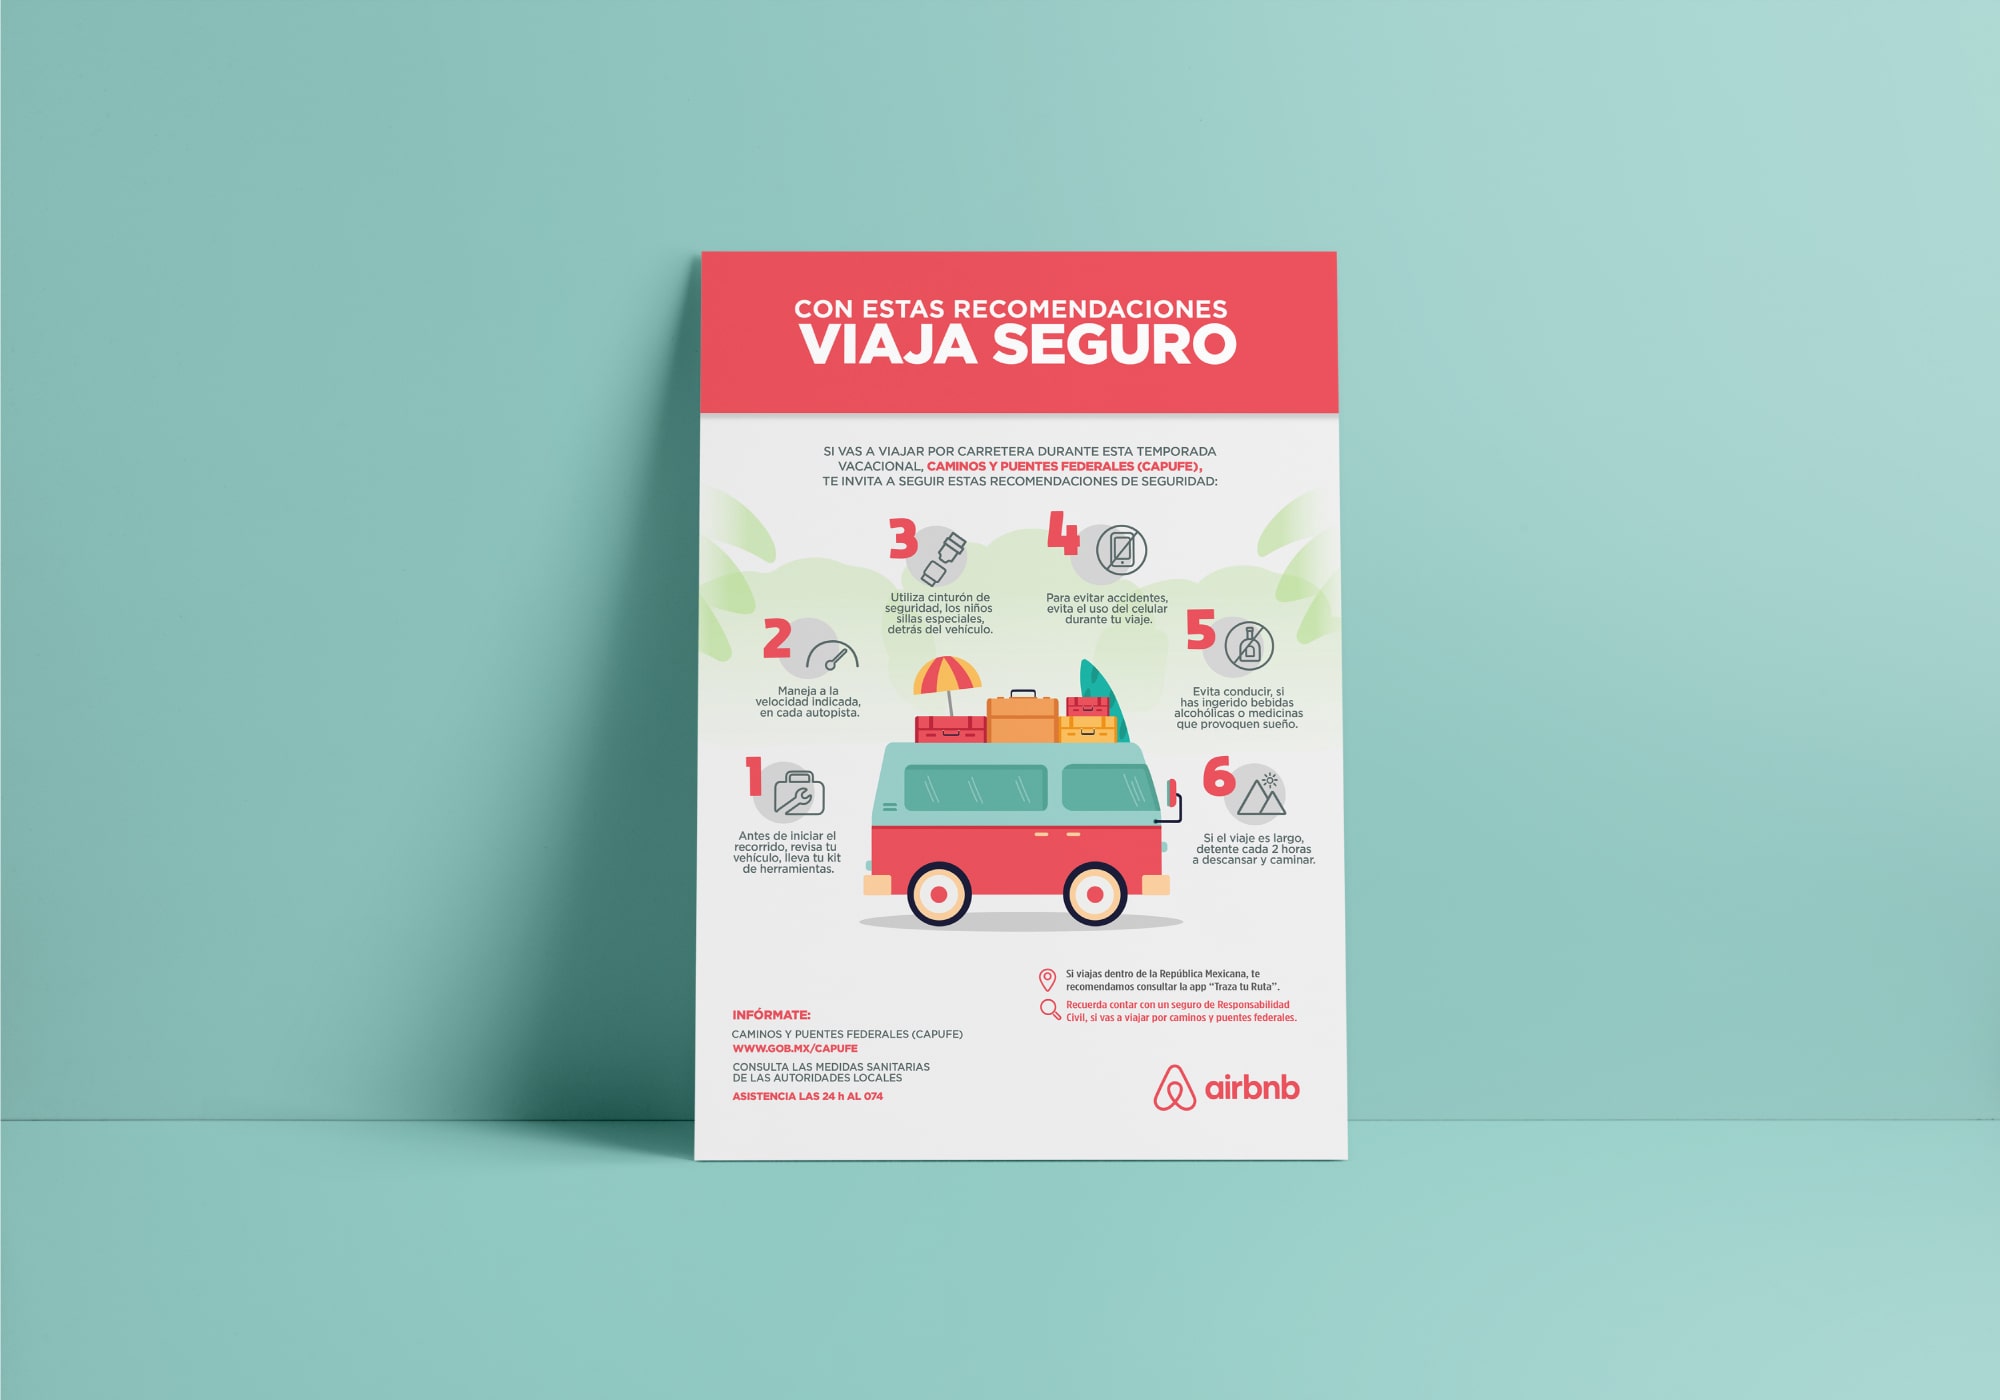 CON ESTAS RECOMENDACIONES
VIAJA SEGURO
SI VAS A VIAJAR POR CARRETERA DURANTE ESTA TEMPORADA
VACACIONAL, CAMINOS Y PUENTES FEDERALES (CAPUFE),
TE INVITA A SEGUIR ESTAS RECOMENDACIONES DE SEGURIDAD:
1
Antes de iniciar el
recorrido, revisa tu
vehículo, lleva tu kit
de herramientas.
2
Maneja a la
velocidad indicada,
en cada autopista.
3
Utiliza cinturón de
seguridad, los niños
sillas especiales,
detrás del vehículo.
4
Para evitar accidentes,
evita el uso del celular
durante tu viaje.
5
Evita conducir, si
has ingerido bebidas
alcohólicas o medicinas
que provoquen sueño.
6
Si el viaje es largo,
detente cada 2 horas
a descansar y caminar.
Si viajas dentro de la República Mexicana, te
recomendamos consultar la app “Traza tu Ruta”.
Recuerda contar con un seguro de Responsabilidad
Civil, si vas a viajar por caminos y puentes federales.
INFÓRMATE:
CAMINOS Y PUENTES FEDERALES (CAPUFE)
WWW.GOB.MX/CAPUFE
CONSULTA LAS MEDIDAS SANITARIAS
DE LAS AUTORIDADES LOCALES
ASISTENCIA LAS 24 h AL 074
airbnb